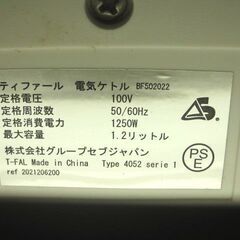 ティファール 電気ケトル BF502022
定格電圧 100V
定格周波数 50/60Hz
定格消費電力 1250W
最大容量 1.2リットル
株式会社グループセブジャパン
T-FAL Made in China Type 4052 serie 1
ref 2021206200
PS
E